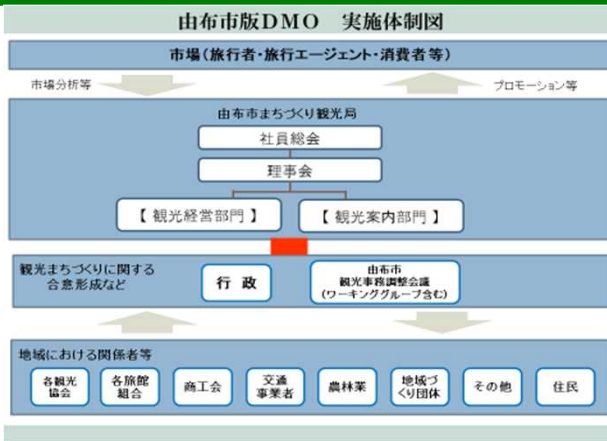 由布市版DMO 実施体制図
市場(旅行者・旅行エージェント・消費者等)
市場分析等
プロモーション等
由布市まちづくり観光局
社員総会
理事会
【 観光経営部門 】
【 観光案内部門 】
観光まちづくりに関する
合意形成など
行 政
由布市
観光事務調整会議
(ワーキンググループ含む)
地域における関係者等
各観光
協会
各旅館
組合
商工会
交通
事業者
農林業
地域づ
くり団体
その他
住民